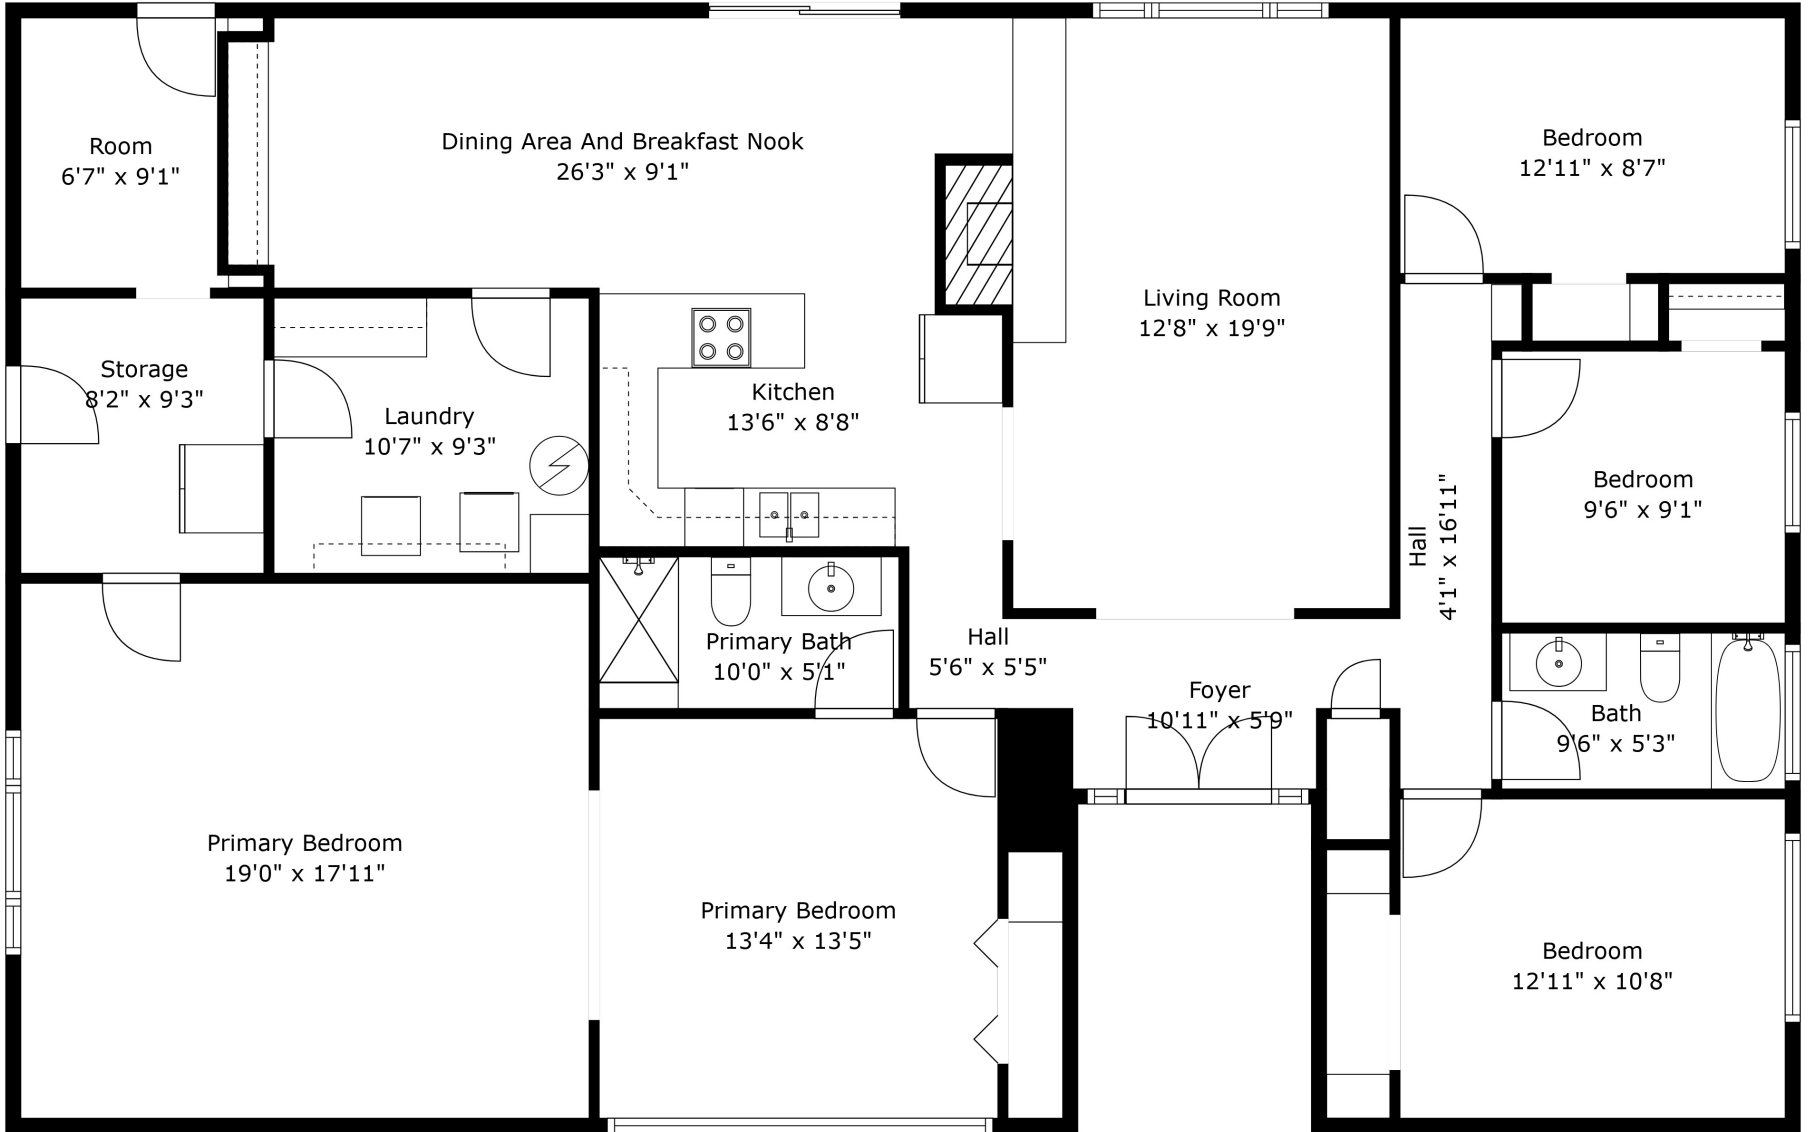 Room
6'7" x 9'1"
Dining Area And Breakfast Nook
26'3" x 9'1"
Bedroom
12'11" x 8'7"
Living Room
12'8" x 19'9"
Storage
8'2" x 9'3"
Laundry
10'7" x 9'3"
Kitchen
13'6" x 8'8"
Hall
4'1" x 16'11"
Bedroom
9'6" x 9'1"
Primary Bath
10'0" x 5'1"
Hall
5'6" x 5'5"
Foyer
10'11" x 5'9"
Bath
9'6" x 5'3"
Primary Bedroom
19'0" x 17'11"
Primary Bedroom
13'4" x 13'5"
Bedroom
12'11" x 10'8"